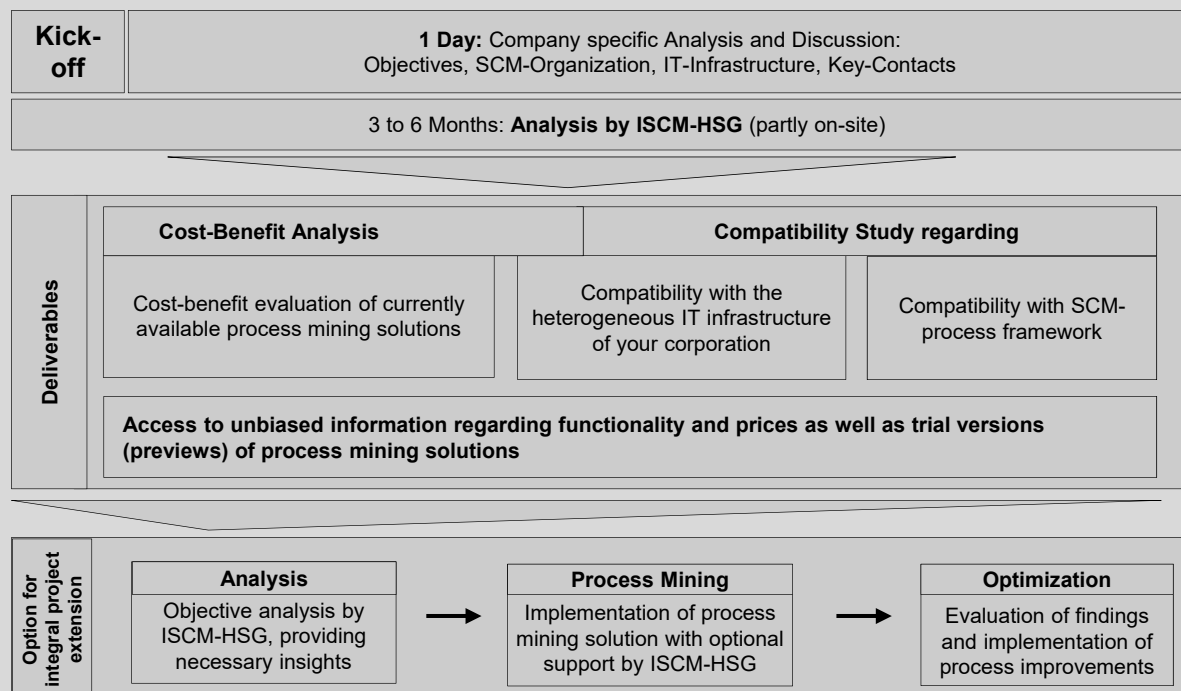 Kick-
off
1 Day: Company specific Analysis and Discussion:
Objectives, SCM-Organization, IT-Infrastructure, Key-Contacts
3 to 6 Months: Analysis by ISCM-HSG (partly on-site)
Deliverables
Cost-Benefit Analysis
Compatibility Study regarding
Cost-benefit evaluation of currently
available process mining solutions
Compatibility with the
heterogeneous IT infrastructure
of your corporation
Compatibility with SCM-
process framework
Access to unbiased information regarding functionality and prices as well as trial versions
(previews) of process mining solutions
Option for
integral project
extension
Analysis
Objective analysis by
ISCM-HSG, providing
necessary insights
Process Mining
Implementation of process
mining solution with optional
support by ISCM-HSG
Optimization
Evaluation of findings
and implementation of
process improvements